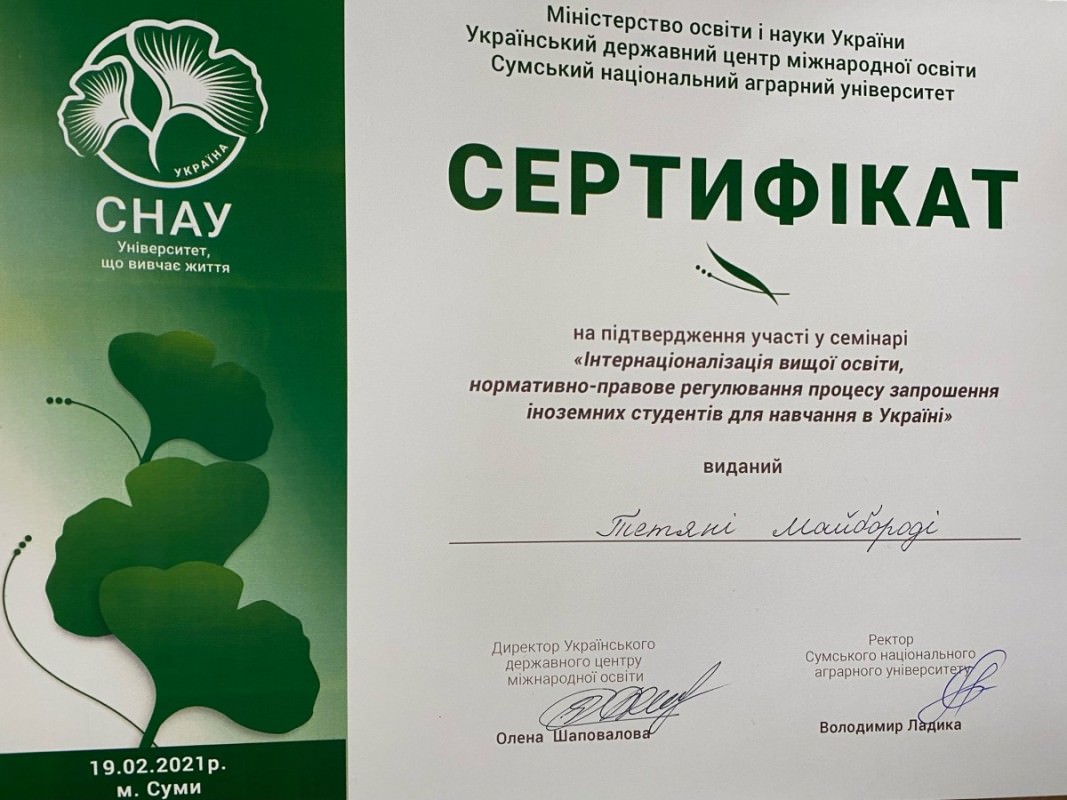 УКРАЇНА
СНАУ
Університет,
що вивчає життя
19.02.2021р.
м. Суми
Міністерство освіти і науки України
Український державний центр міжнародної освіти
Сумський національний аграрний університет
СЕРТИФІКАТ
на підтвердження участі у семінарі
«Інтернаціоналізація вищої освіти,
нормативно-правове регулювання процесу запрошення
іноземних студентів для навчання в Україні»
виданий
Тетяні Майбороді
Директор Українського
державного центру
міжнародної освіти
Олена Шаповалова
Ректор
Сумського національного
аграрного університету
Володимир Ладика